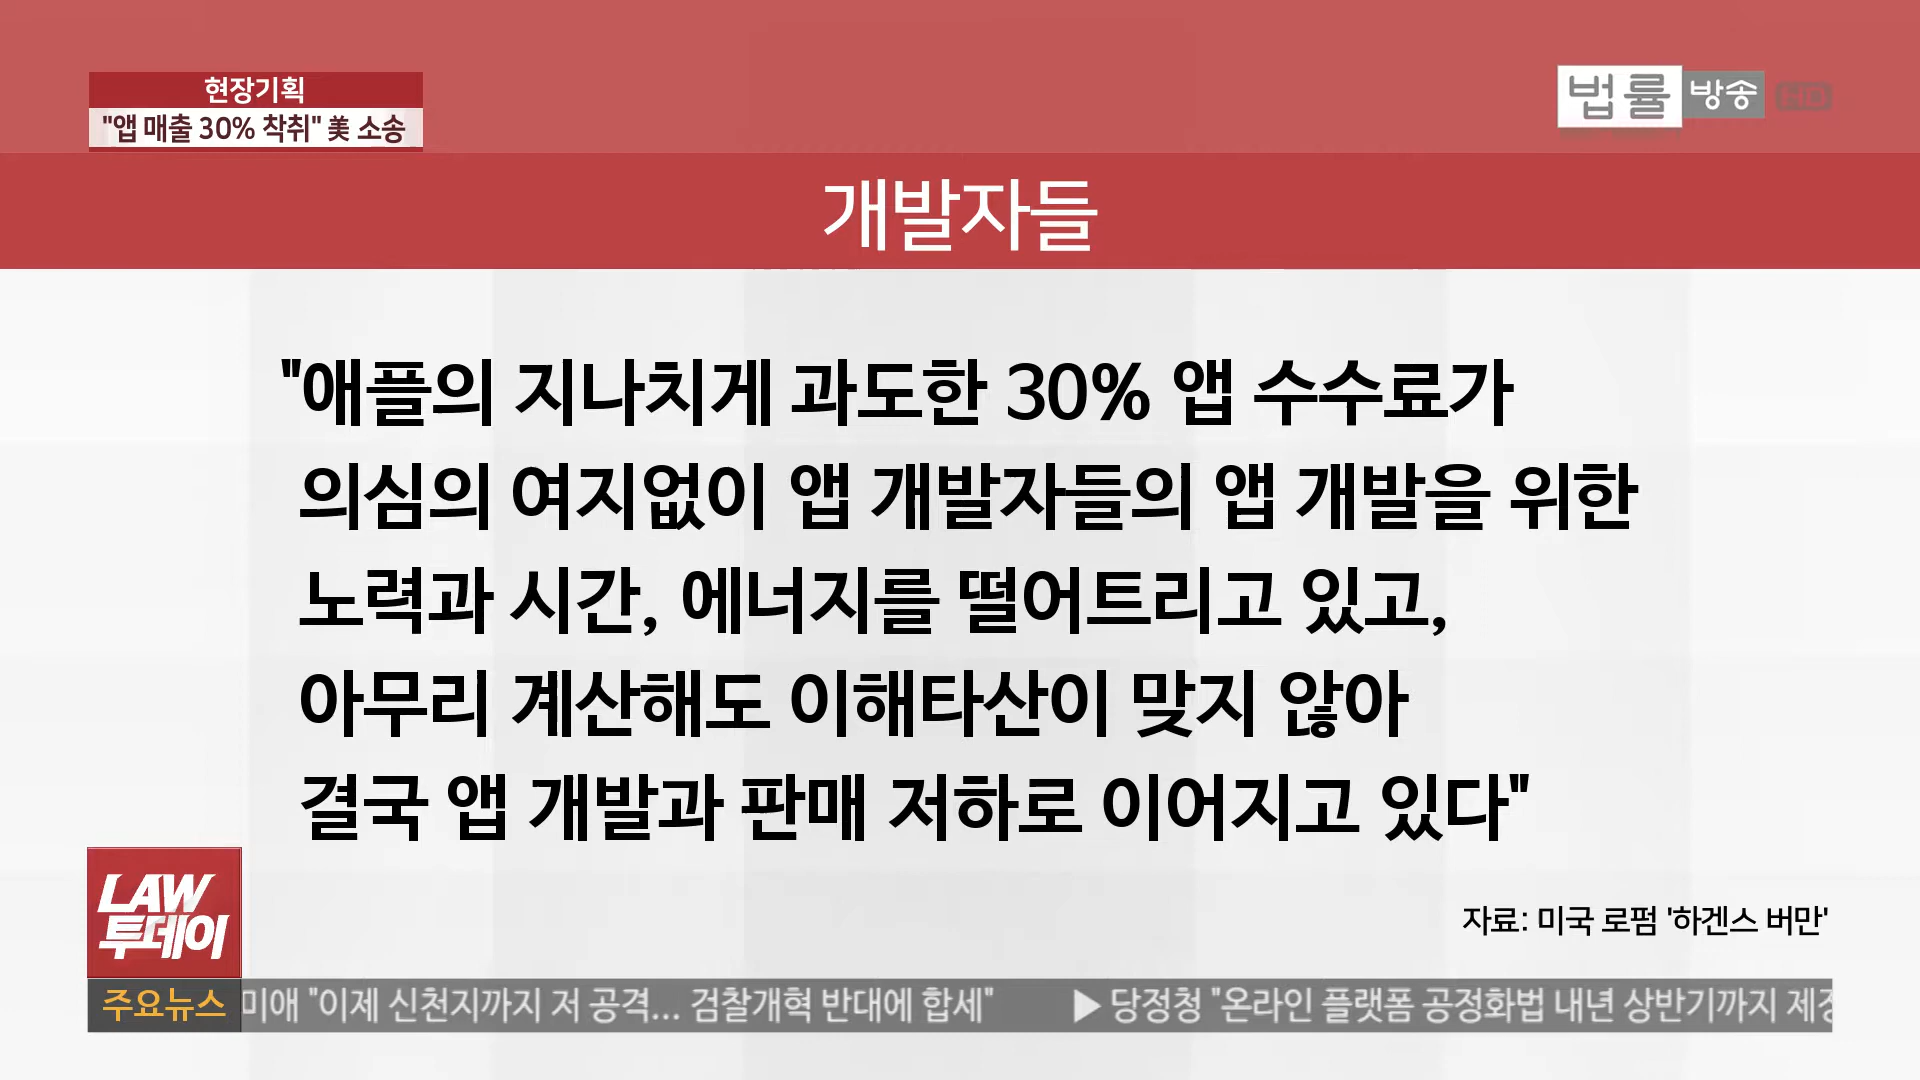 현장기획
"앱 매출 30% 착취" 美 소송
법률방송 HD
개발자들
"애플의 지나치게 과도한 30% 앱 수수료가
의심의 여지없이 앱 개발자들의 앱 개발을 위한
노력과 시간, 에너지를 떨어트리고 있고,
아무리 계산해도 이해타산이 맞지 않아
결국 앱 개발과 판매 저하로 이어지고 있다"
자료: 미국 로펌 '하겐스 버만'
LAW
투데이
주요뉴스 미애 "이제 신천지까지 저 공격... 검찰개혁 반대에 합세" ▶ 당정청 "온라인 플랫폼 공정화법 내년 상반기까지 제정